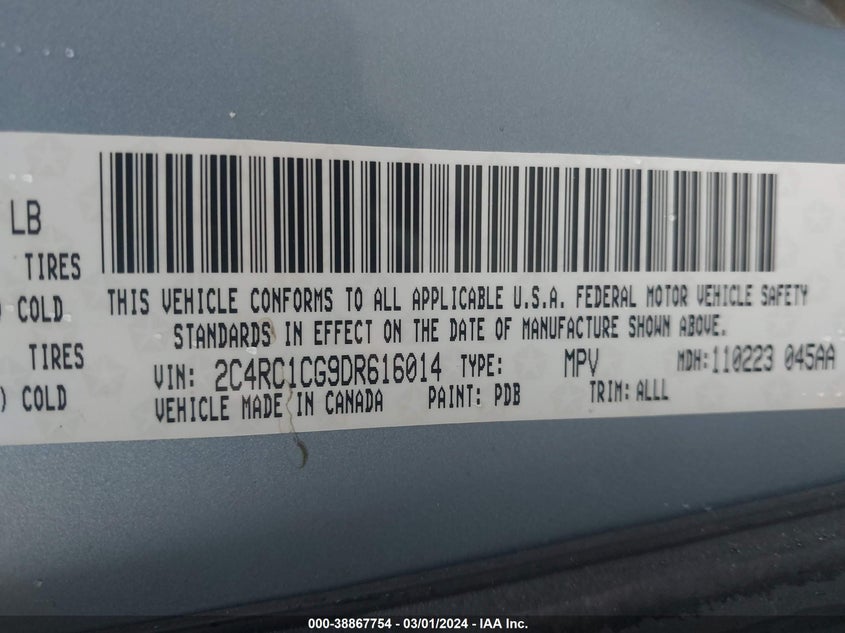 LB
TIRES
) COLD
TIRES
) COLD
THIS VEHICLE CONFORMS TO ALL APPLICABLE U.S.A. FEDERAL MOTOR VEHICLE SAFETY
STANDARDS IN EFFECT ON THE DATE OF MANUFACTURE SHOWN ABOVE.
VIN: 2C4RC1CG9DR616014 TYPE: MPV MDH:110223 045AA
VEHICLE MADE IN CANADA PAINT: PDB TRIM: ALLL
000-38867754 - 03/01/2024 - IAA Inc.